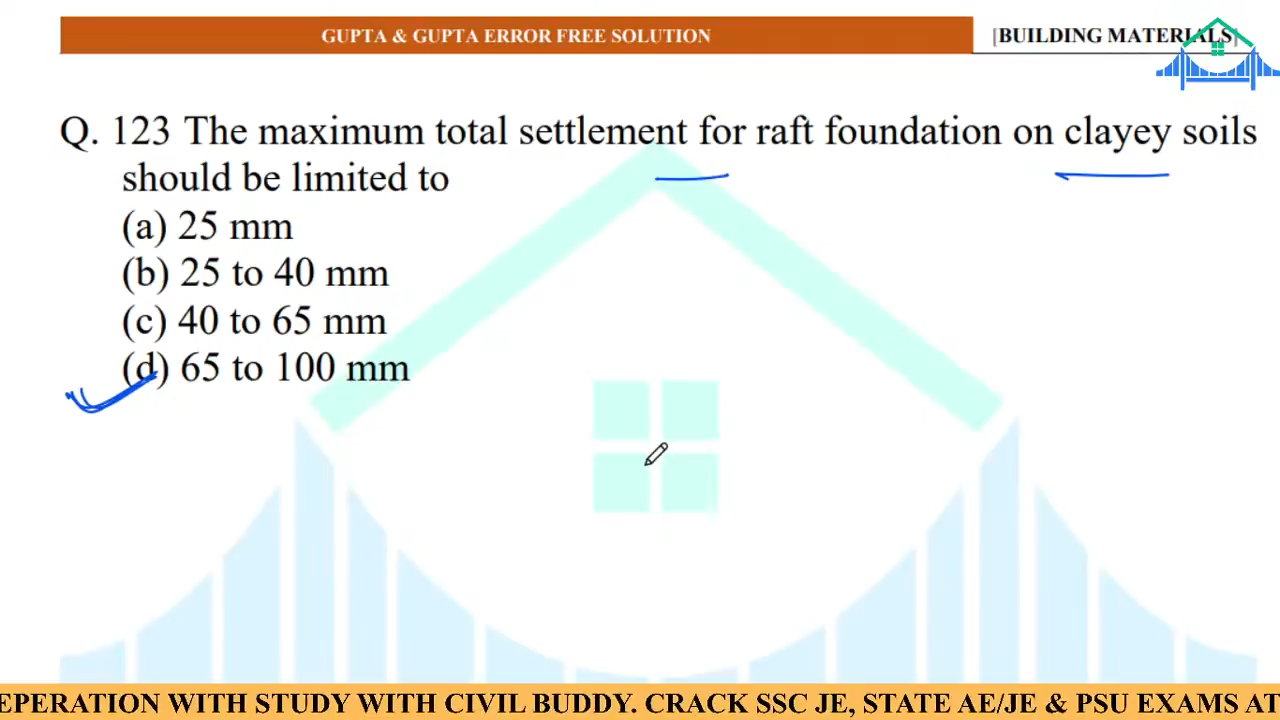 GUPTA & GUPTA ERROR FREE SOLUTION
[BUILDING MATERIALS]
Q. 123 The maximum total settlement for raft foundation on clayey soils
should be limited to
(a) 25 mm
(b) 25 to 40 mm
(c) 40 to 65 mm
(d) 65 to 100 mm
EPERATION WITH STUDY WITH CIVIL BUDDY. CRACK SSC JE, STATE AE/JE & PSU EXAMS AT